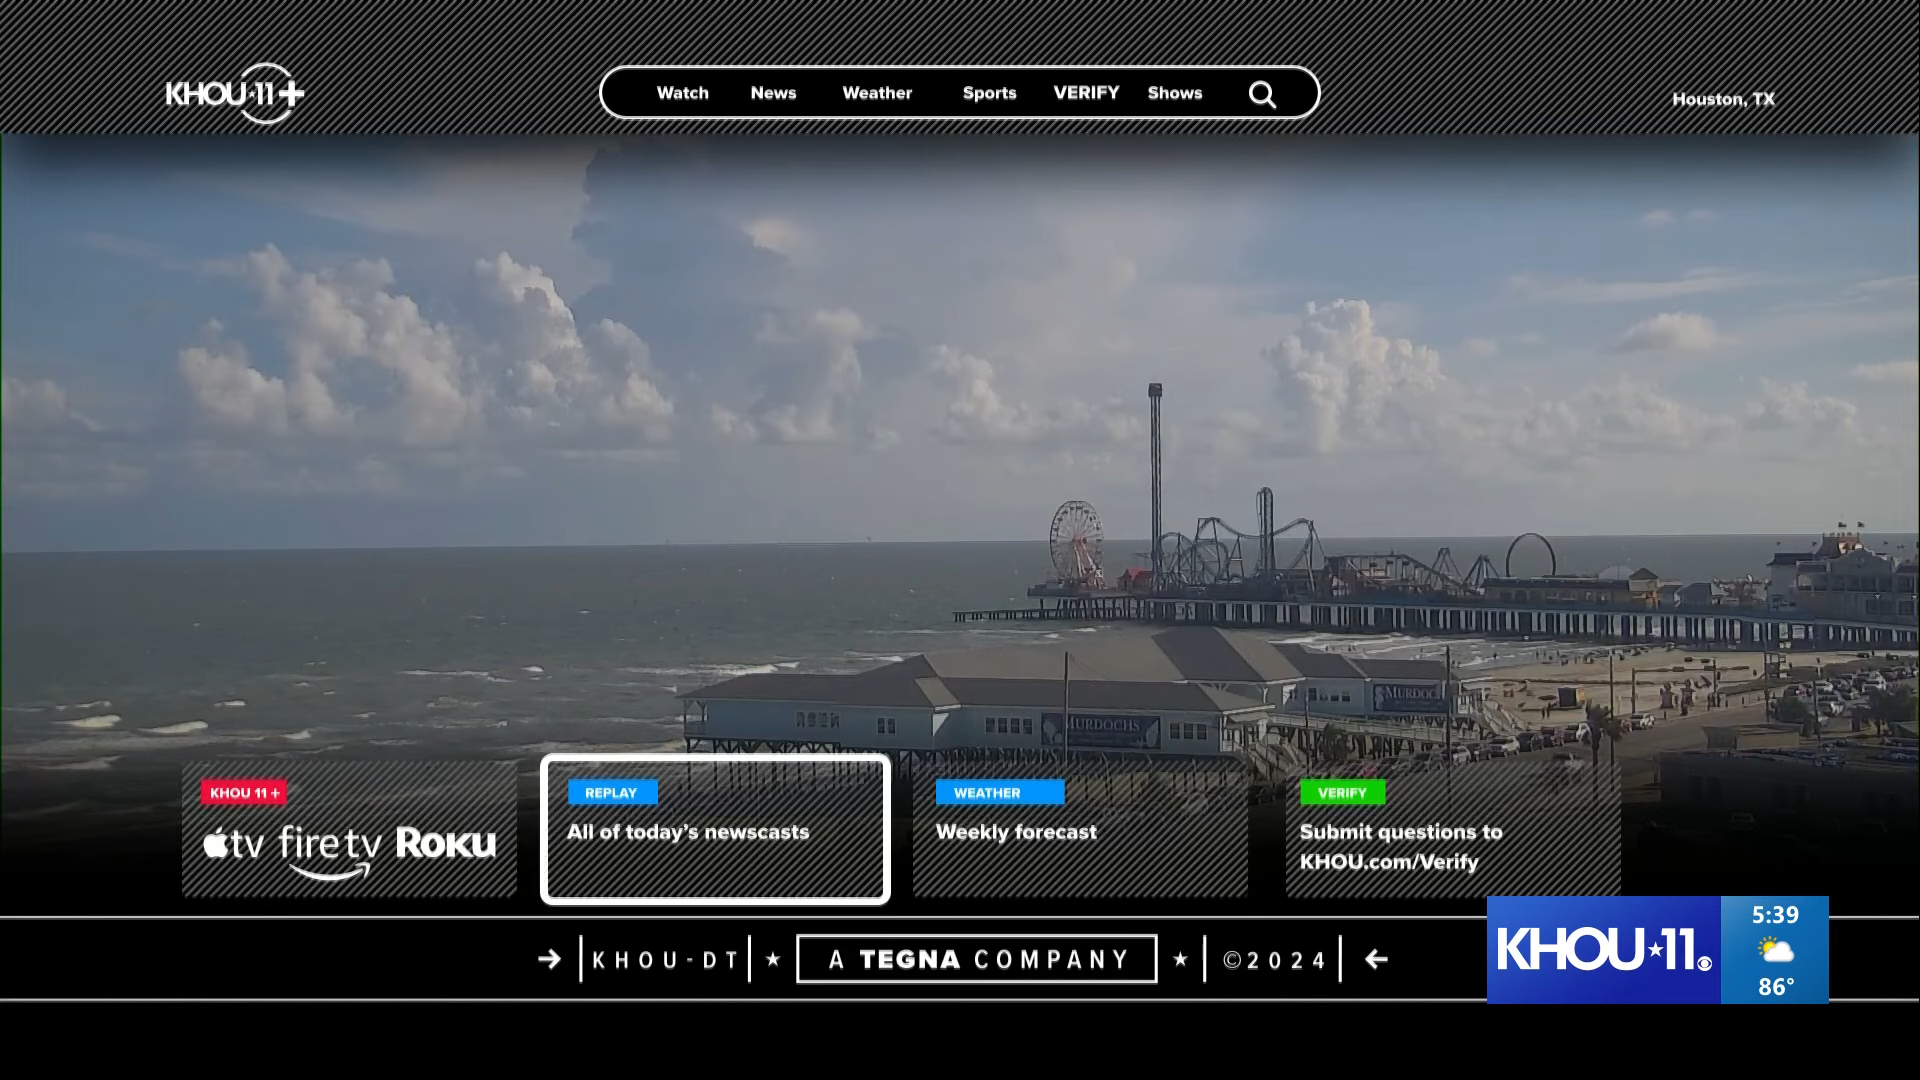 KHOU★11+
Watch News Weather Sports VERIFY Shows
Houston, TX
MURDOCHS
KHOU 11 +
tv fire tv Roku
REPLAY
All of today's newscasts
WEATHER
Weekly forecast
VERIFY
Submit questions to
KHOU.com/Verify
→ KHOU-DT ★ A TEGNA COMPANY ★ ©2024 ←
KHOU★11
5:39
86°